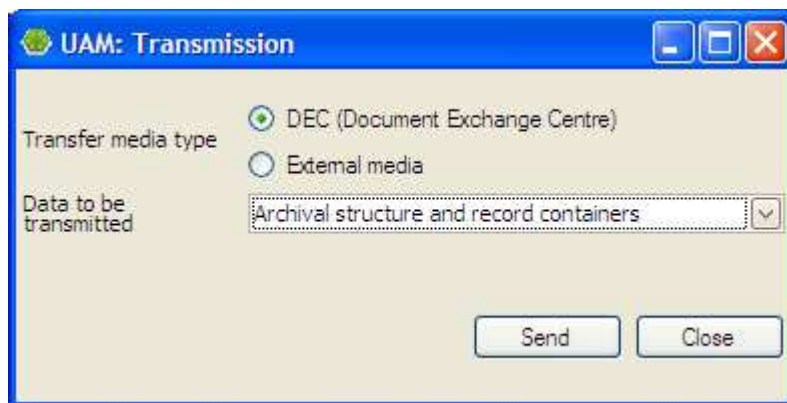 UAM: Transmission
DEC (Document Exchange Centre)
Transfer media type
External media
Data to be
transmitted
Archival structure and record containers
Send Close